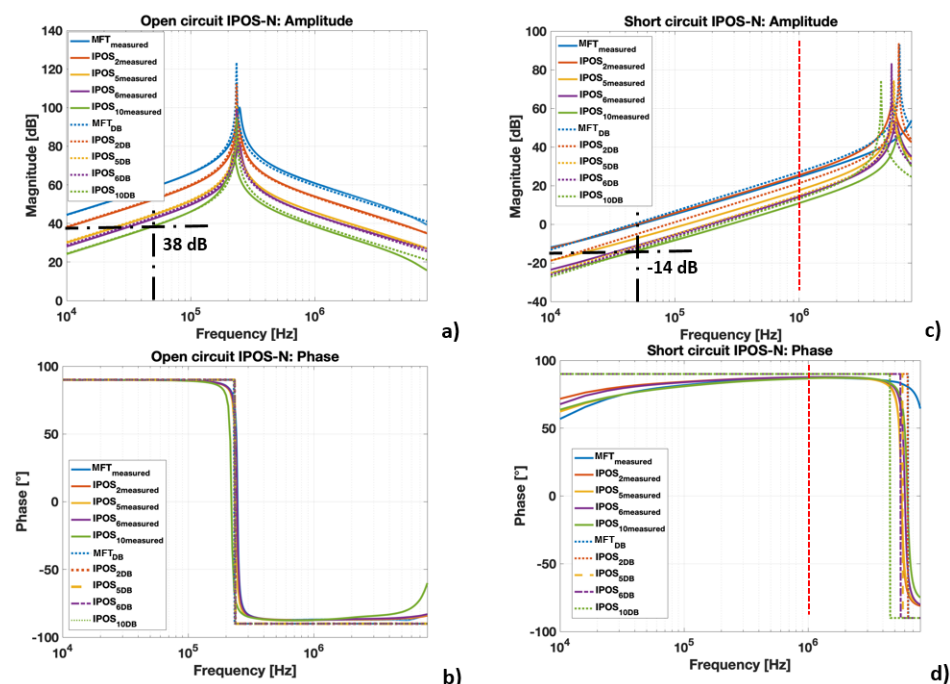 Open circuit IPOS-N: Amplitude
140
120
100
80
60
40
20
0
Magnitude [dB]
MFTmeasured
IPOS2measured
IPOS5measured
IPOS6measured
IPOS10measured
MFTDB
IPOS2DB
IPOS5DB
IPOS6DB
IPOS10DB
38 dB
10^4
10^5
10^6
Frequency [Hz]
a)
Short circuit IPOS-N: Amplitude
100
80
60
40
20
0
-20
-40
Magnitude [dB]
MFTmeasured
IPOS2measured
IPOS5measured
IPOS6measured
IPOS10measured
MFTDB
IPOS2DB
IPOS5DB
IPOS6DB
IPOS10DB
-14 dB
10^4
10^5
10^6
Frequency [Hz]
c)
Open circuit IPOS-N: Phase
100
50
0
-50
-100
Phase [°]
MFTmeasured
IPOS2measured
IPOS5measured
IPOS6measured
IPOS10measured
MFTDB
IPOS2DB
IPOS5DB
IPOS6DB
IPOS10DB
10^4
10^5
10^6
Frequency [Hz]
b)
Short circuit IPOS-N: Phase
100
50
0
-50
-100
Phase [°]
MFTmeasured
IPOS2measured
IPOS5measured
IPOS6measured
IPOS10measured
MFTDB
IPOS2DB
IPOS5DB
IPOS6DB
IPOS10DB
10^4
10^5
10^6
Frequency [Hz]
d)